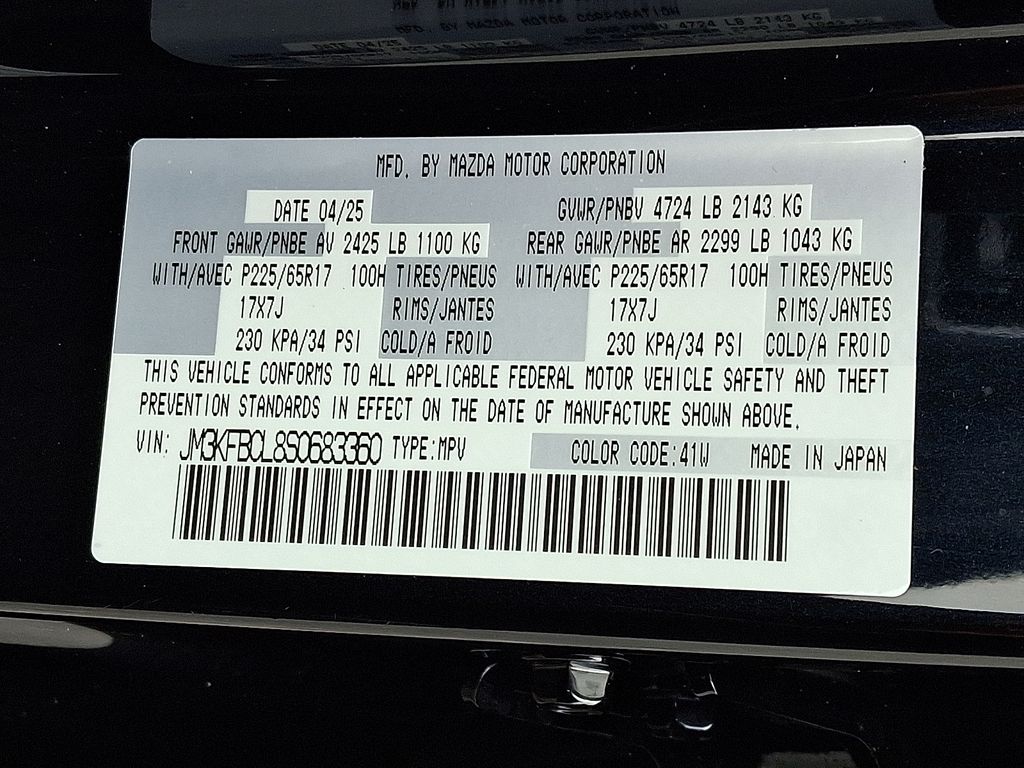 MFD. BY MAZDA MOTOR CORPORATION
DATE 04/25 GVWR/PNBV 4724 LB 2143 KG
FRONT GAWR/PNBE AV 2425 LB 1100 KG REAR GAWR/PNBE AR 2299 LB 1043 KG
WITH/AVEC P225/65R17 100H TIRES/PNEUS WITH/AVEC P225/65R17 100H TIRES/PNEUS
17X7J RIMS/JANTES 17X7J RIMS/JANTES
230 KPA/34 PSI COLD/A FROID 230 KPA/34 PSI COLD/A FROID
THIS VEHICLE CONFORMS TO ALL APPLICABLE FEDERAL MOTOR VEHICLE SAFETY AND THEFT
PREVENTION STANDARDS IN EFFECT ON THE DATE OF MANUFACTURE SHOWN ABOVE.
VIN: JM3KFBCL8S0683360 TYPE:MPV COLOR CODE:41W MADE IN JAPAN